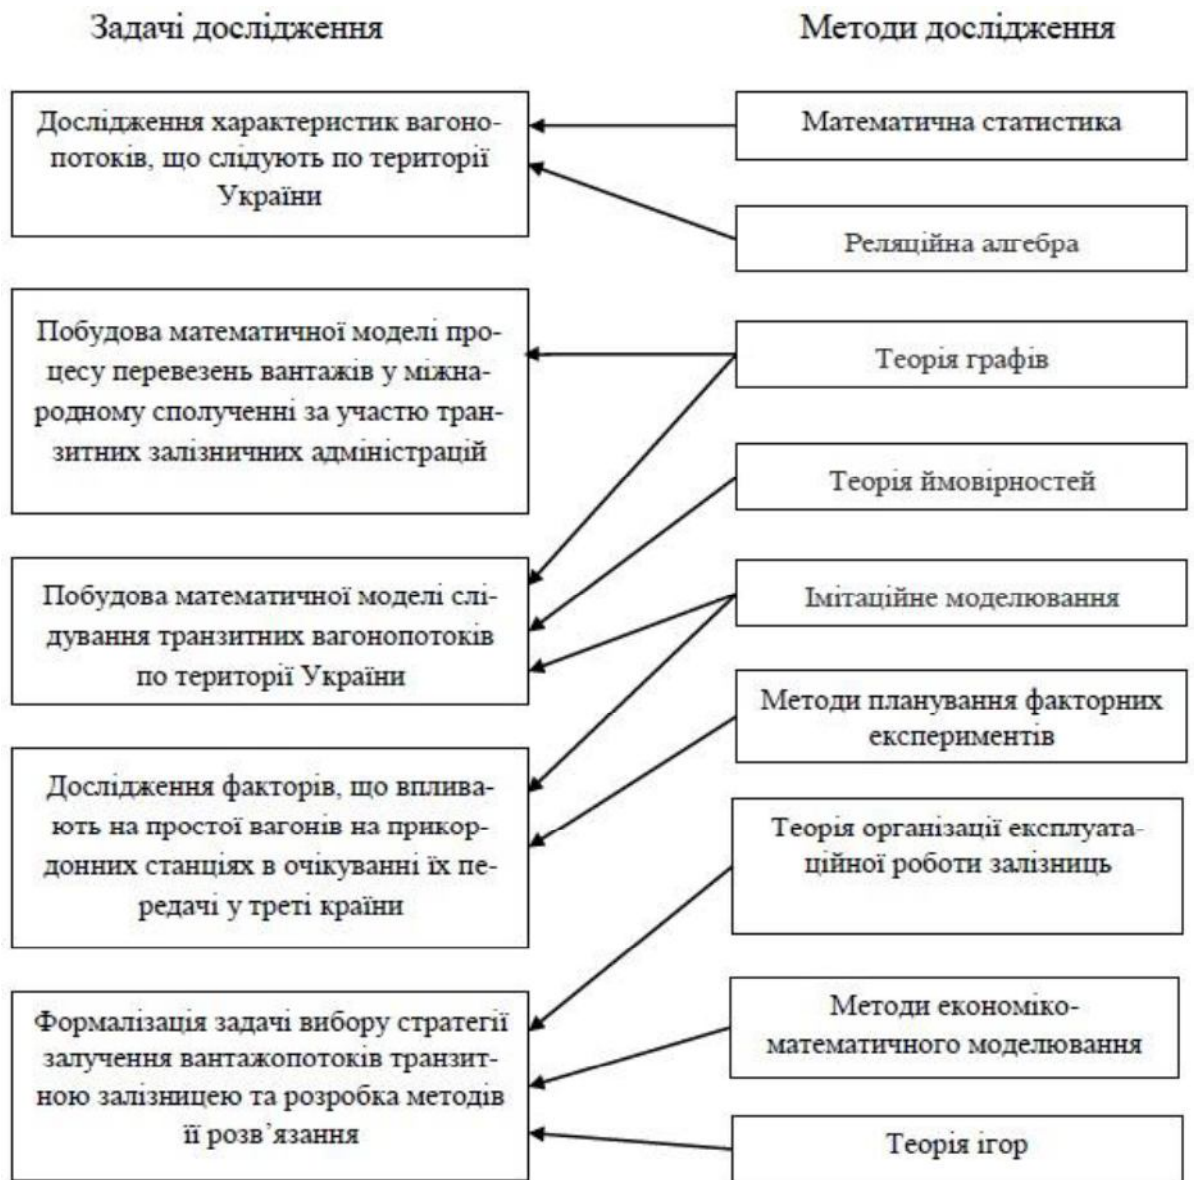 Задачі дослідження
Методи дослідження
Дослідження характеристик вагоно-
потоків, що слідують по території
України
Побудова математичної моделі про-
цесу перевезень вантажів у міжна-
родному сполученні за участю тран-
зитних залізничних адміністрацій
Побудова математичної моделі слі-
дування транзитних вагонопотоків
по території України
Дослідження факторів, що вплива-
ють на простої вагонів на прикор-
донних станціях в очікуванні їх пе-
редачі у треті країни
Формалізація задачі вибору стратегії
залучення вантажопотоків транзит-
ною залізницею та розробка методів
її розв’язання
Математична статистика
Реляційна алгебра
Теорія графів
Теорія ймовірностей
Імітаційне моделювання
Методи планування факторних
експериментів
Теорія організації експлуата-
ційної роботи залізниць
Методи економіко-
математичного моделювання
Теорія ігор